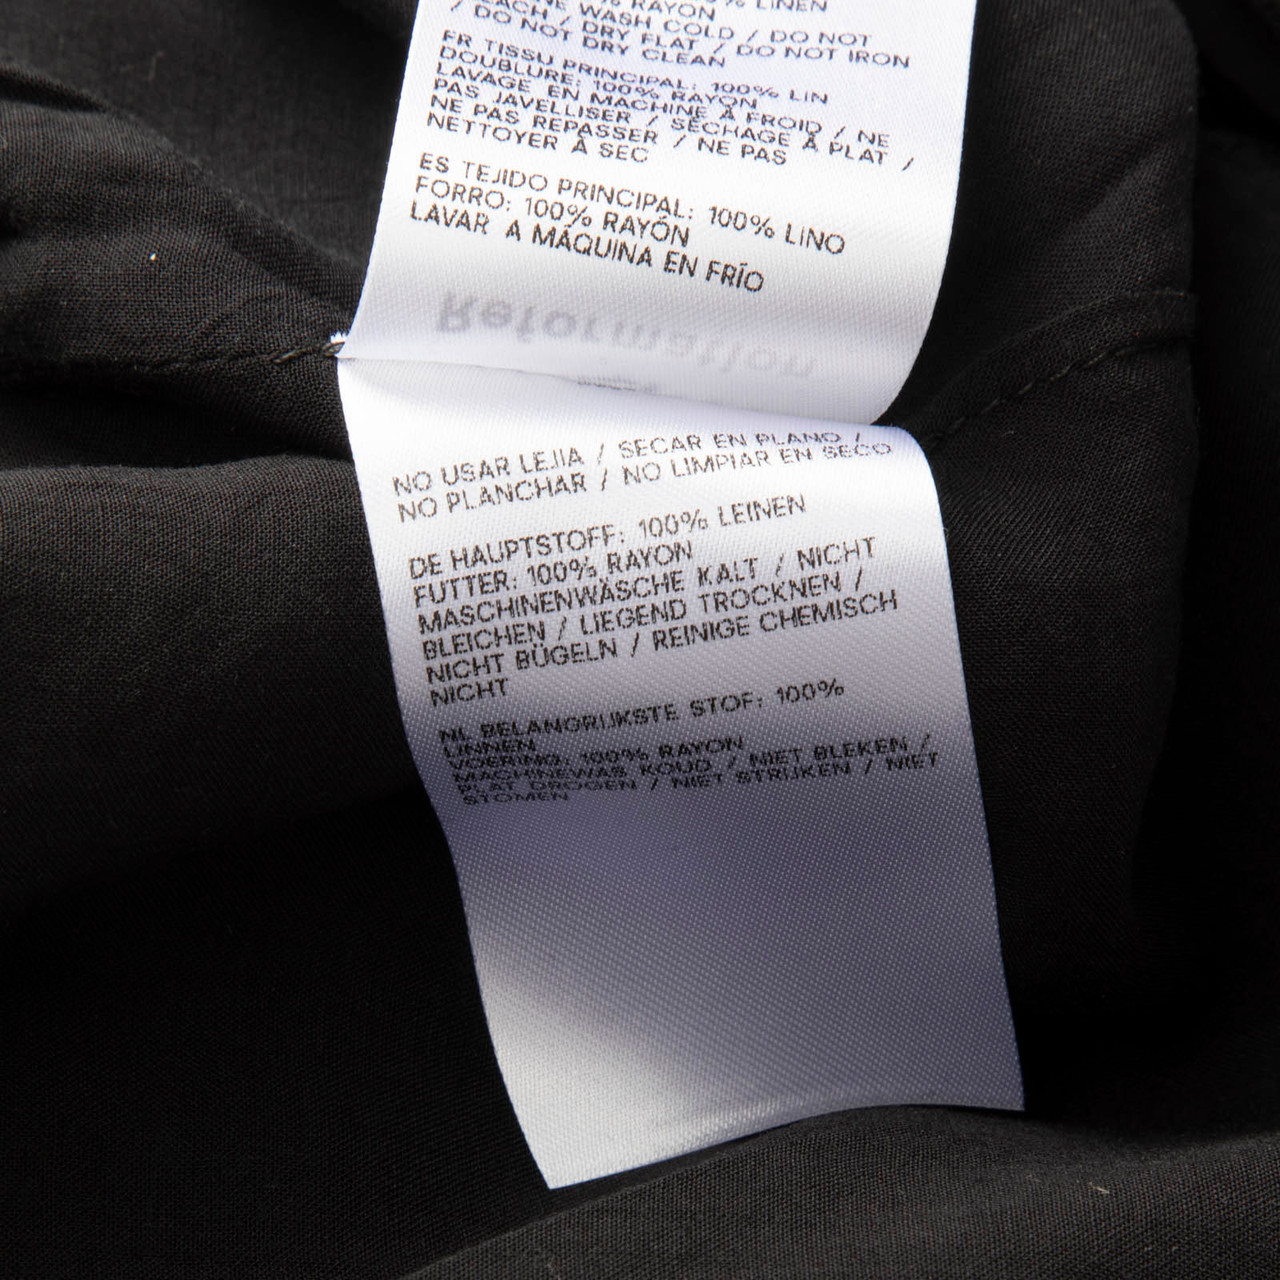 % LINEN
% RAYON
WASH COLD / DO NOT
/ DRY FLAT / DO NOT IRON
/ DO NOT DRY CLEAN
FR TISSU PRINCIPAL: 100% LIN
DOUBLURE: 100% RAYON
LAVAGE EN MACHINE À FROID / NE
PAS JAVELLISER / SÉCHAGE À PLAT /
NE PAS REPASSER / NE PAS
NETTOYER À SEC
ES TEJIDO PRINCIPAL: 100% LINO
FORRO: 100% RAYÓN
LAVAR A MÁQUINA EN FRÍO
Reformation
NO USAR LEJIA / SECAR EN PLANO /
NO PLANCHAR / NO LIMPIAR EN SECO
DE HAUPTSTOFF: 100% LEINEN
FUTTER: 100% RAYON
MASCHINENWÄSCHE KALT / NICHT
BLEICHEN / LIEGEND TROCKNEN /
NICHT BÜGELN / REINIGE CHEMISCH
NICHT
NL BELANGRIJKSTE STOF: 100%
LINNEN
VOERING: 100% RAYON
MACHINEWAS KOUD / NIET BLEKEN /
PLAT DROGEN / NIET STRIJKEN / NIET
STOMEN